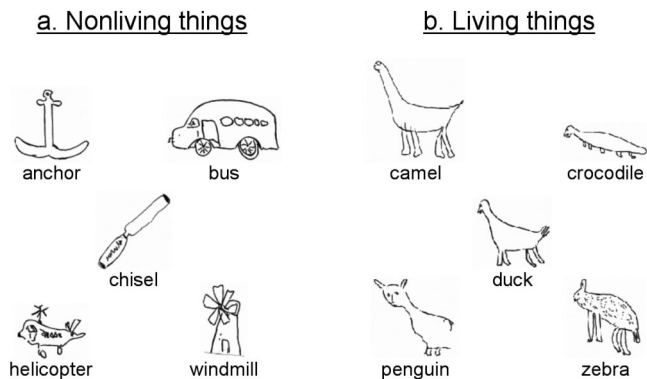 a. Nonliving things
b. Living things
anchor
bus
camel
crocodile
chisel
duck
helicopter
windmill
penguin
zebra